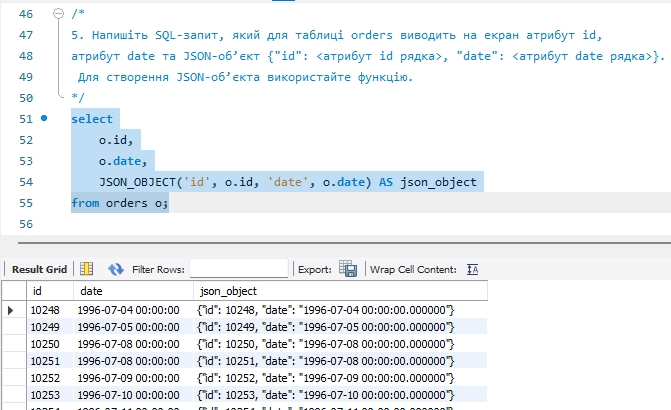 46 /*
47 5. Напишіть SQL-запит, який для таблиці orders виводить на екран атрибут id,
48 атрибут date та JSON-об’єкт {"id": <атрибут id рядка>, "date": <атрибут date рядка>}.
49 Для створення JSON-об’єкта використайте функцію.
50 */
51 select
52 o.id,
53 o.date,
54 JSON_OBJECT('id', o.id, 'date', o.date) AS json_object
55 from orders o;
56
Result Grid Filter Rows: Export: Wrap Cell Content:
id date json_object
10248 1996-07-04 00:00:00 {"id": 10248, "date": "1996-07-04 00:00:00.000000"}
10249 1996-07-05 00:00:00 {"id": 10249, "date": "1996-07-05 00:00:00.000000"}
10250 1996-07-08 00:00:00 {"id": 10250, "date": "1996-07-08 00:00:00.000000"}
10251 1996-07-08 00:00:00 {"id": 10251, "date": "1996-07-08 00:00:00.000000"}
10252 1996-07-09 00:00:00 {"id": 10252, "date": "1996-07-09 00:00:00.000000"}
10253 1996-07-10 00:00:00 {"id": 10253, "date": "1996-07-10 00:00:00.000000"}